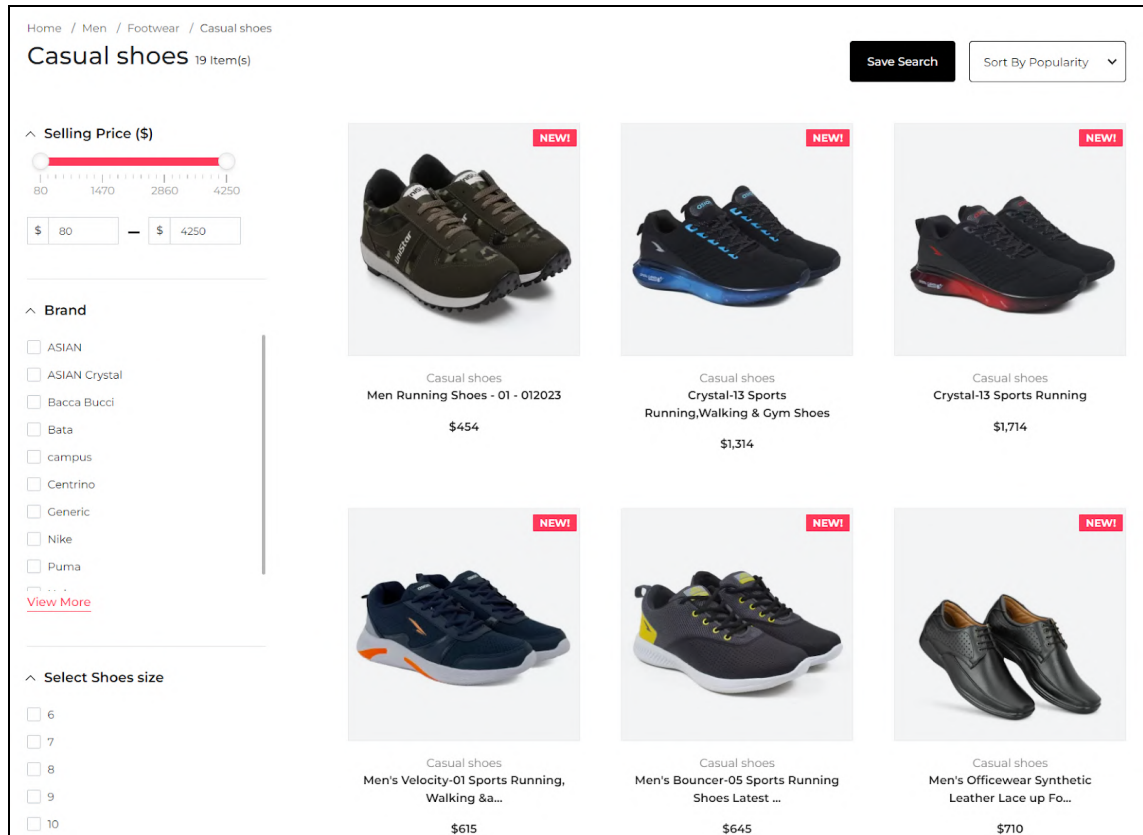 Home / Men / Footwear / Casual shoes
Casual shoes 19 Item(s)
Save Search
Sort By Popularity
Selling Price ($)
80 1470 2860 4250
$ 80 — $ 4250
Brand
ASIAN
ASIAN Crystal
Bacca Bucci
Bata
campus
Centrino
Generic
Nike
Puma
View More
Select Shoes size
6
7
8
9
10
NEW!
UniStar
Casual shoes
Men Running Shoes - 01 - 012023
$454
NEW!
Casual shoes
Crystal-13 Sports
Running,Walking & Gym Shoes
$1,314
NEW!
Casual shoes
Crystal-13 Sports Running
$1,714
NEW!
Casual shoes
Men's Velocity-01 Sports Running,
Walking &a...
$615
NEW!
Casual shoes
Men's Bouncer-05 Sports Running
Shoes Latest ...
$645
NEW!
Casual shoes
Men's Officewear Synthetic
Leather Lace up Fo...
$710